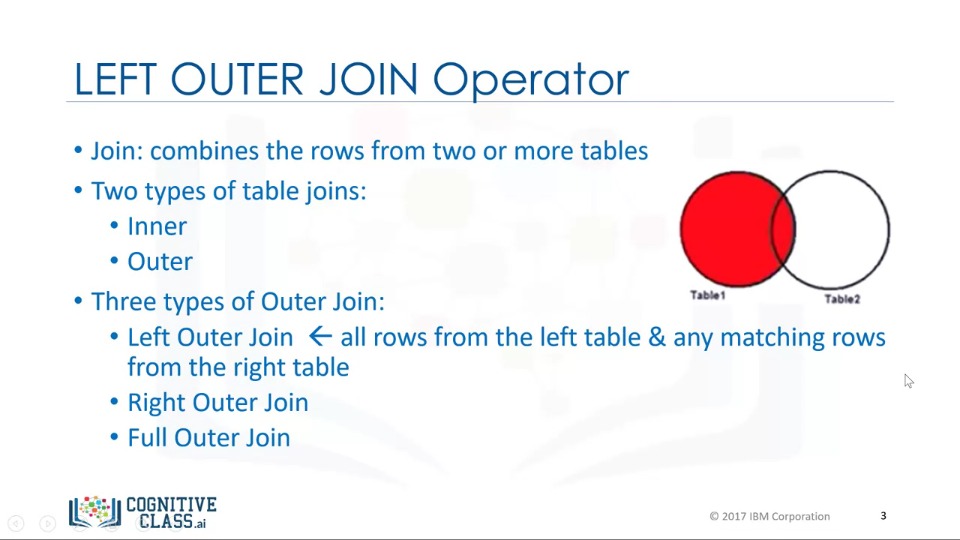 LEFT OUTER JOIN Operator
• Join: combines the rows from two or more tables
• Two types of table joins:
• Inner
• Outer
• Three types of Outer Join:
• Left Outer Join ← all rows from the left table & any matching rows
from the right table
• Right Outer Join
• Full Outer Join
Table1
Table2
COGNITIVE
CLASS.ai
© 2017 IBM Corporation
3